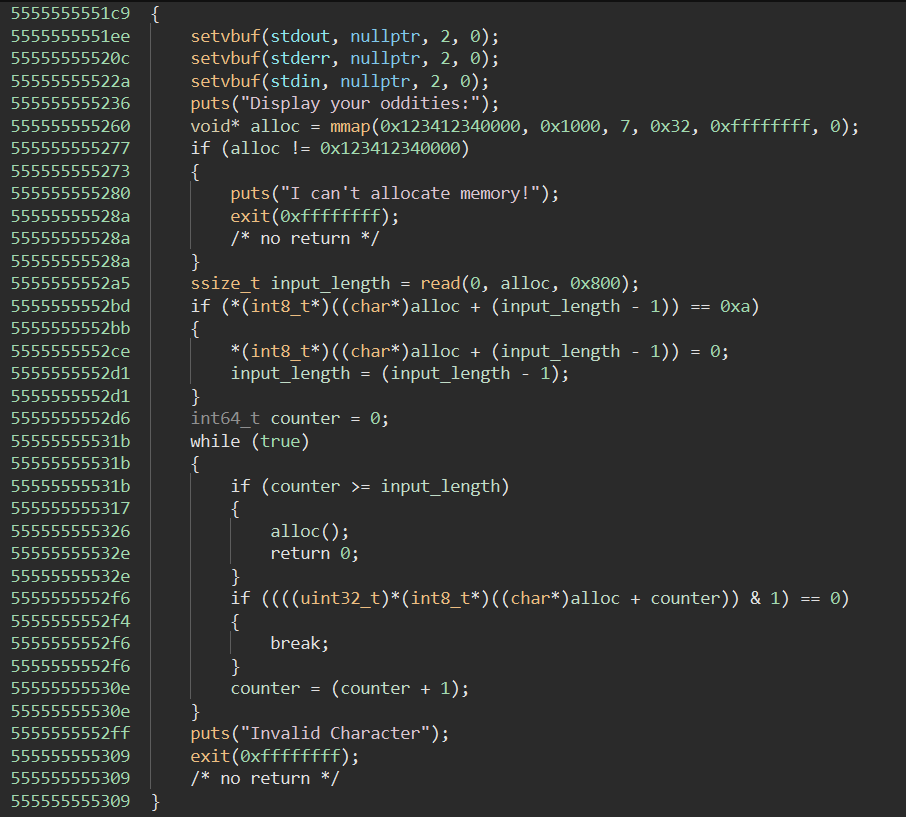 5555555551c9 {
5555555551ee setvbuf(stdout, nullptr, 2, 0);
55555555520c setvbuf(stderr, nullptr, 2, 0);
55555555522a setvbuf(stdin, nullptr, 2, 0);
555555555236 puts("Display your oddities:");
555555555260 void* alloc = mmap(0x123412340000, 0x1000, 7, 0x32, 0xffffffff, 0);
555555555277 if (alloc != 0x123412340000)
555555555273 {
555555555280 puts("I can't allocate memory!");
55555555528a exit(0xffffffff);
55555555528a /* no return */
55555555528a }
5555555552a5 ssize_t input_length = read(0, alloc, 0x800);
5555555552bd if (*(int8_t*)((char*)alloc + (input_length - 1)) == 0xa)
5555555552bb {
5555555552ce *(int8_t*)((char*)alloc + (input_length - 1)) = 0;
5555555552d1 input_length = (input_length - 1);
5555555552d1 }
5555555552d6 int64_t counter = 0;
55555555531b while (true)
55555555531b {
55555555531b if (counter >= input_length)
555555555317 {
555555555326 alloc();
55555555532e return 0;
55555555532e }
5555555552f6 if ((((uint32_t)*(int8_t*)((char*)alloc + counter)) & 1) == 0)
5555555552f4 {
5555555552f6 break;
5555555552f6 }
55555555530e counter = (counter + 1);
55555555530e }
5555555552ff puts("Invalid Character");
555555555309 exit(0xffffffff);
555555555309 /* no return */
555555555309 }